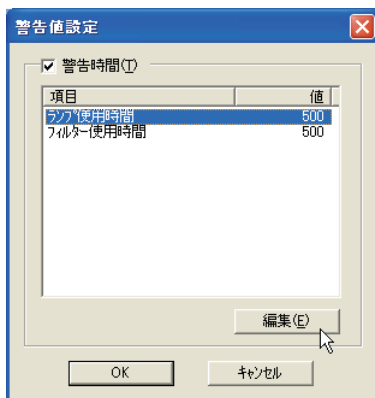 警告値設定
警告時間(T)
項目 値
ランプ使用時間 500
フィルター使用時間 500
編集(E)
OK キャンセル